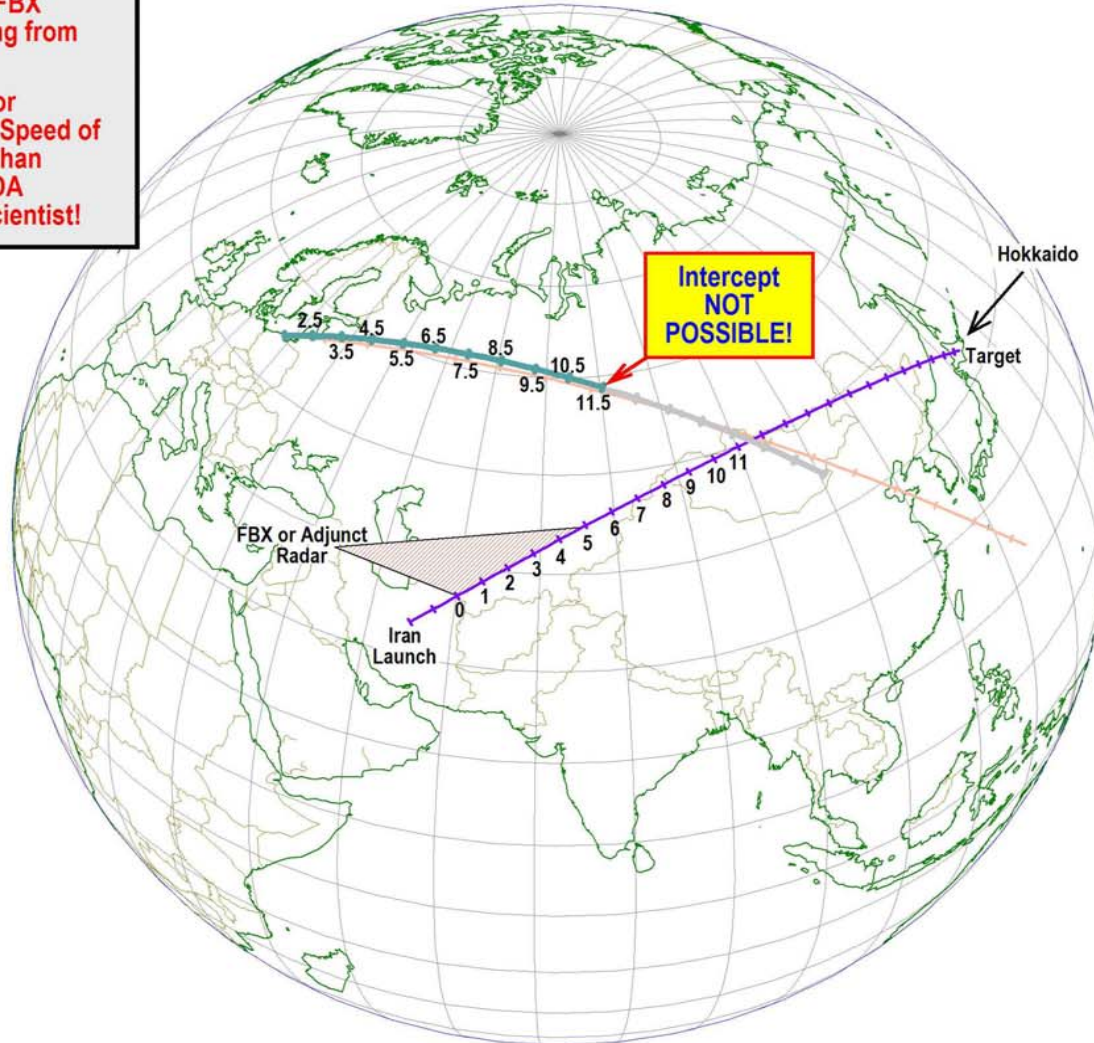 FBX
ng from
or
Speed of
than
DA
cientist!
Hokkaido
Intercept
NOT
POSSIBLE!
Target
2.5
4.5
6.5
8.5
10.5
3.5
5.5
7.5
9.5
11.5
11
10
9
8
7
6
5
4
3
2
1
0
FBX or Adjunct
Radar
Iran
Launch